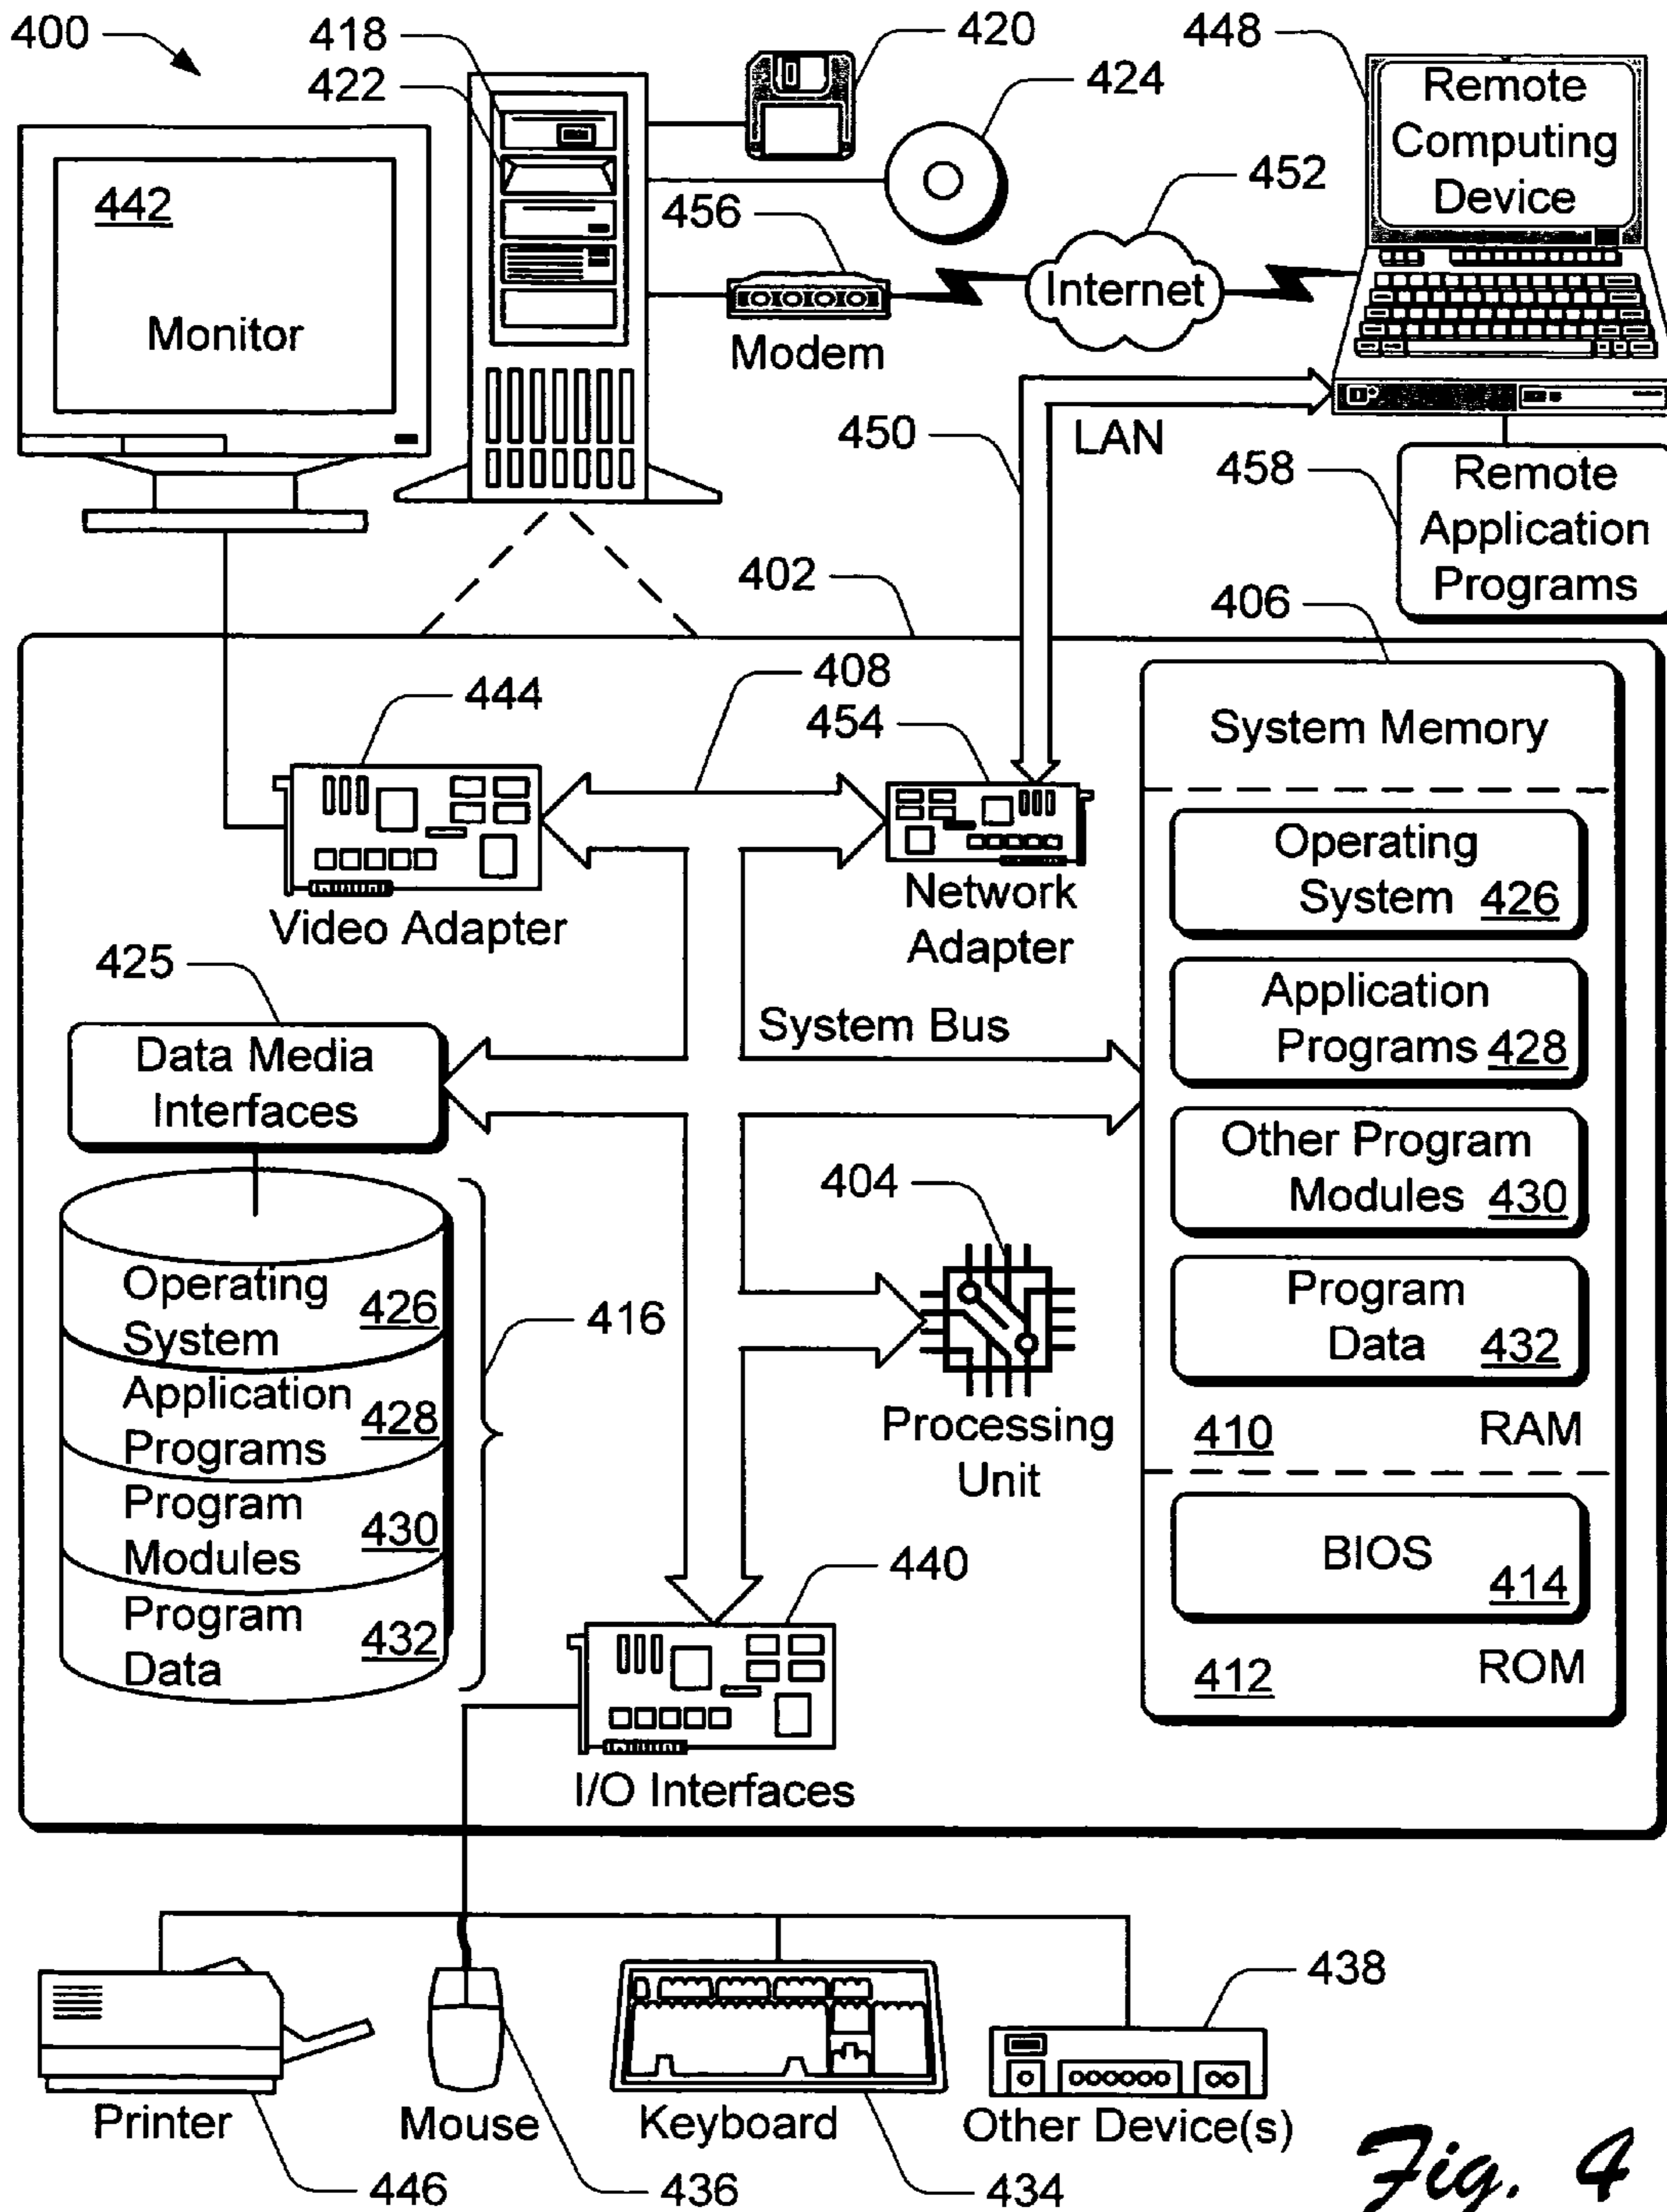 400
418
422
420
424
448
Remote
Computing
Device
442
Monitor
456
Modem
452
Internet
450
LAN
458
Remote
Application
Programs
402
406
408
444
454
Video Adapter
Network
Adapter
System Memory
Operating
System 426
Application
Programs 428
Other Program
Modules 430
Program
Data 432
410 RAM
BIOS
414
412 ROM
425
Data Media
Interfaces
System Bus
404
Processing
Unit
Operating
System 426
Application
Programs 428
Program
Modules 430
Program
Data 432
416
440
I/O Interfaces
438
Printer
Mouse
Keyboard
Other Device(s)
446
436
434
Fig. 4